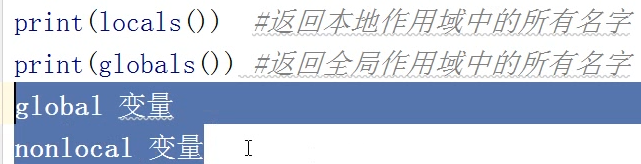 print(locals())  #返回本地作用域中的所有名字
print(globals()) #返回全局作用域中的所有名字
global 变量
nonlocal 变量